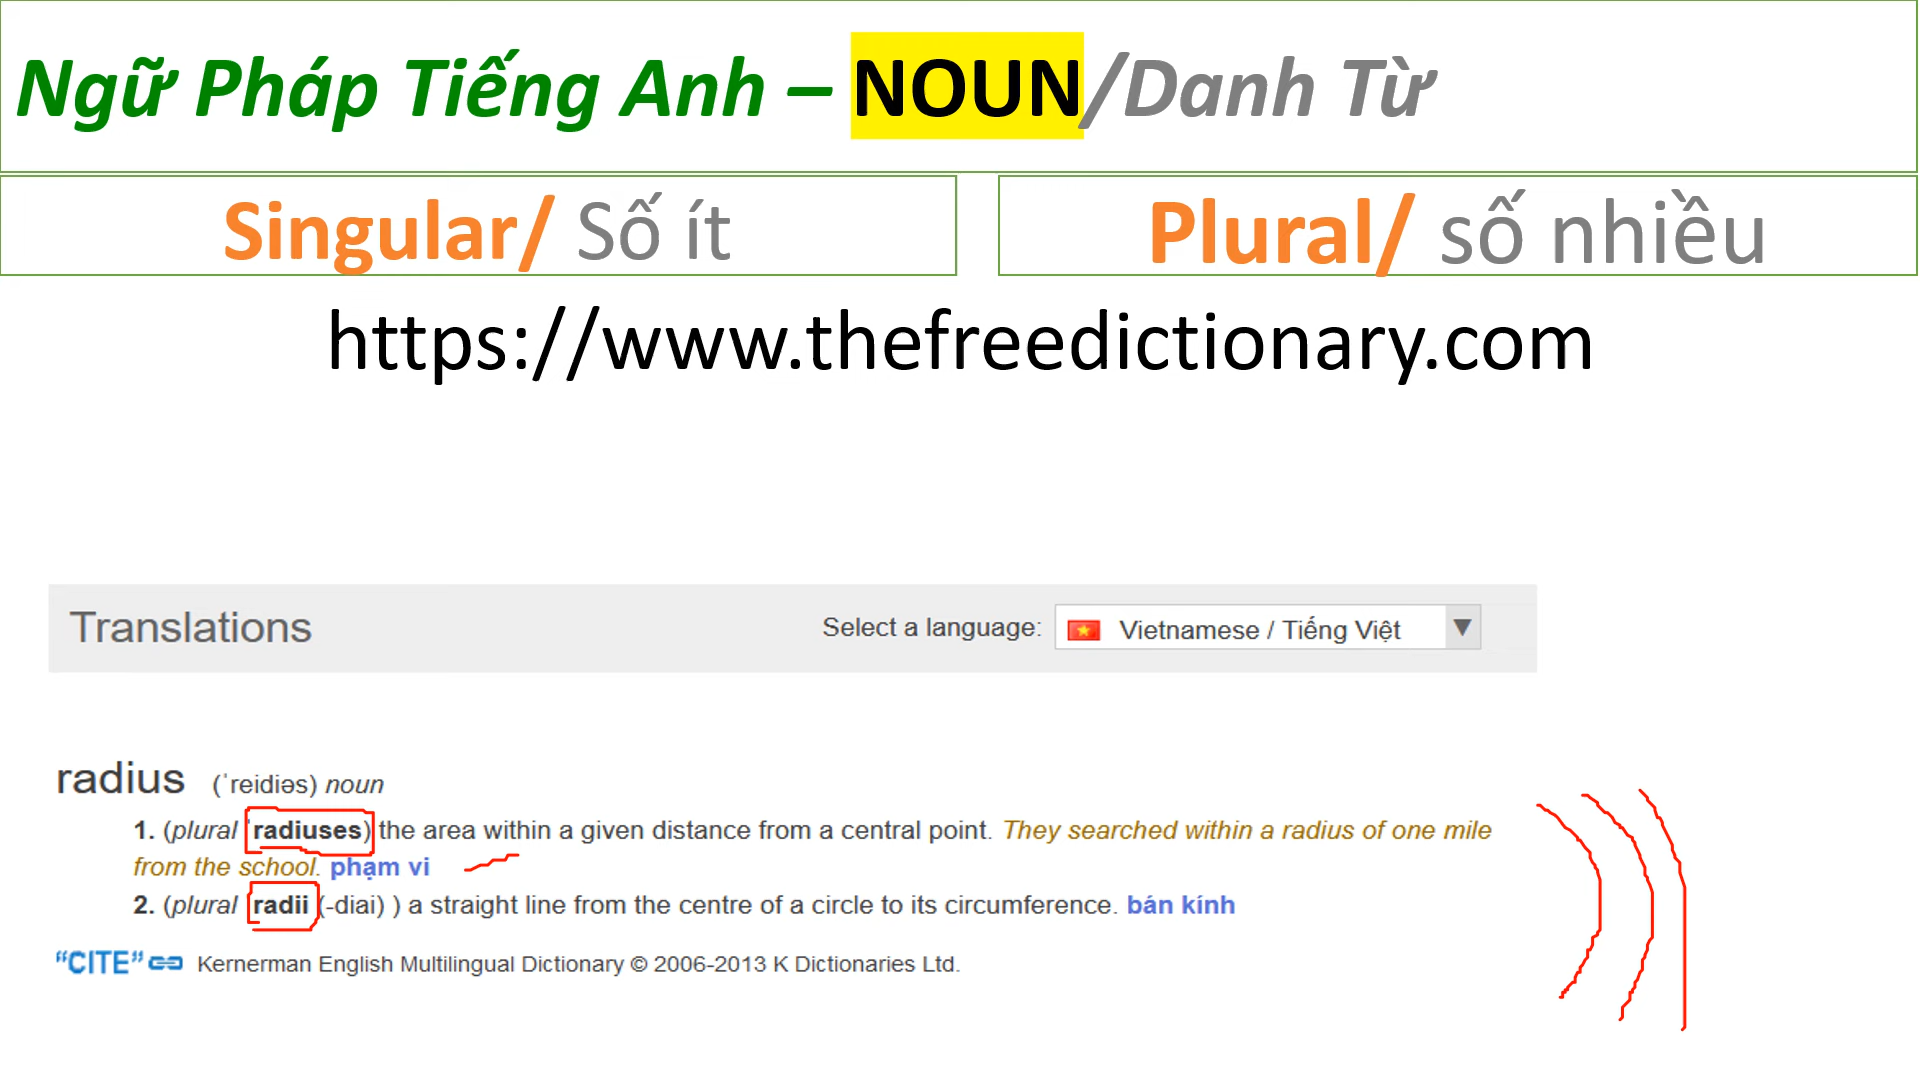 Ngữ Pháp Tiếng Anh – NOUN/Danh Từ
Singular/ Số ít
Plural/ số nhiều
https://www.thefreedictionary.com
Translations
Select a language: Vietnamese / Tiếng Việt
radius (ˈreidiəs) noun
1. (plural ˈradiuses) the area within a given distance from a central point. They searched within a radius of one mile
from the school. phạm vi
2. (plural ˈradii (-diai) ) a straight line from the centre of a circle to its circumference. bán kính
“CITE” Kernerman English Multilingual Dictionary © 2006-2013 K Dictionaries Ltd.